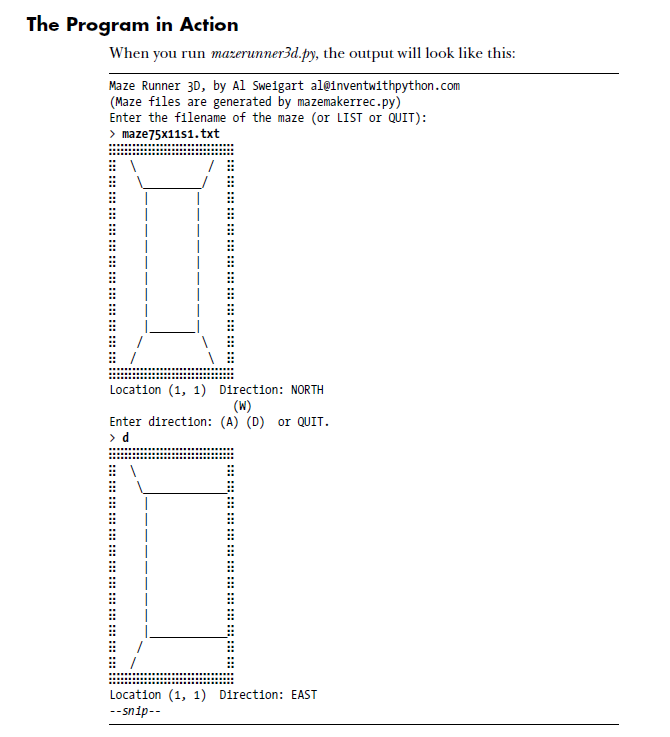 The Program in Action
When you run mazerunner3d.py, the output will look like this:
Maze Runner 3D, by Al Sweigart al@inventwithpython.com
(Maze files are generated by mazemakerrec.py)
Enter the filename of the maze (or LIST or QUIT):
> maze75x11s1.txt
Location (1, 1) Direction: NORTH
(W)
Enter direction: (A) (D) or QUIT.
> d
Location (1, 1) Direction: EAST
--snip--